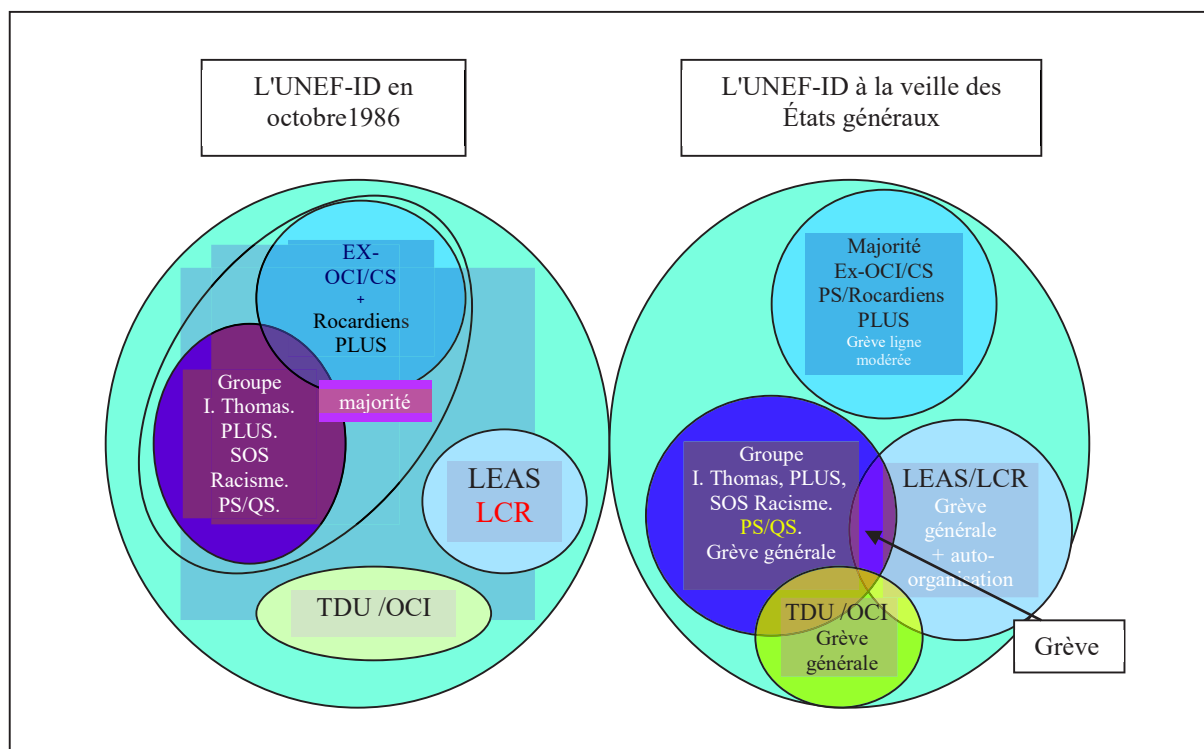 L'UNEF-ID en
octobre1986
EX-
OCI/CS
+
Rocardiens
PLUS
Groupe
I. Thomas.
PLUS.
SOS
Racisme.
PS/QS.
majorité
LEAS
LCR
TDU /OCI
L'UNEF-ID à la veille des
États généraux
Majorité
Ex-OCI/CS
PS/Rocardiens
PLUS
Grève ligne
modérée
Groupe
I. Thomas, PLUS,
SOS Racisme.
PS/QS.
Grève générale
LEAS/LCR
Grève
générale
+ auto-
organisation
TDU /OCI
Grève
générale
Grève